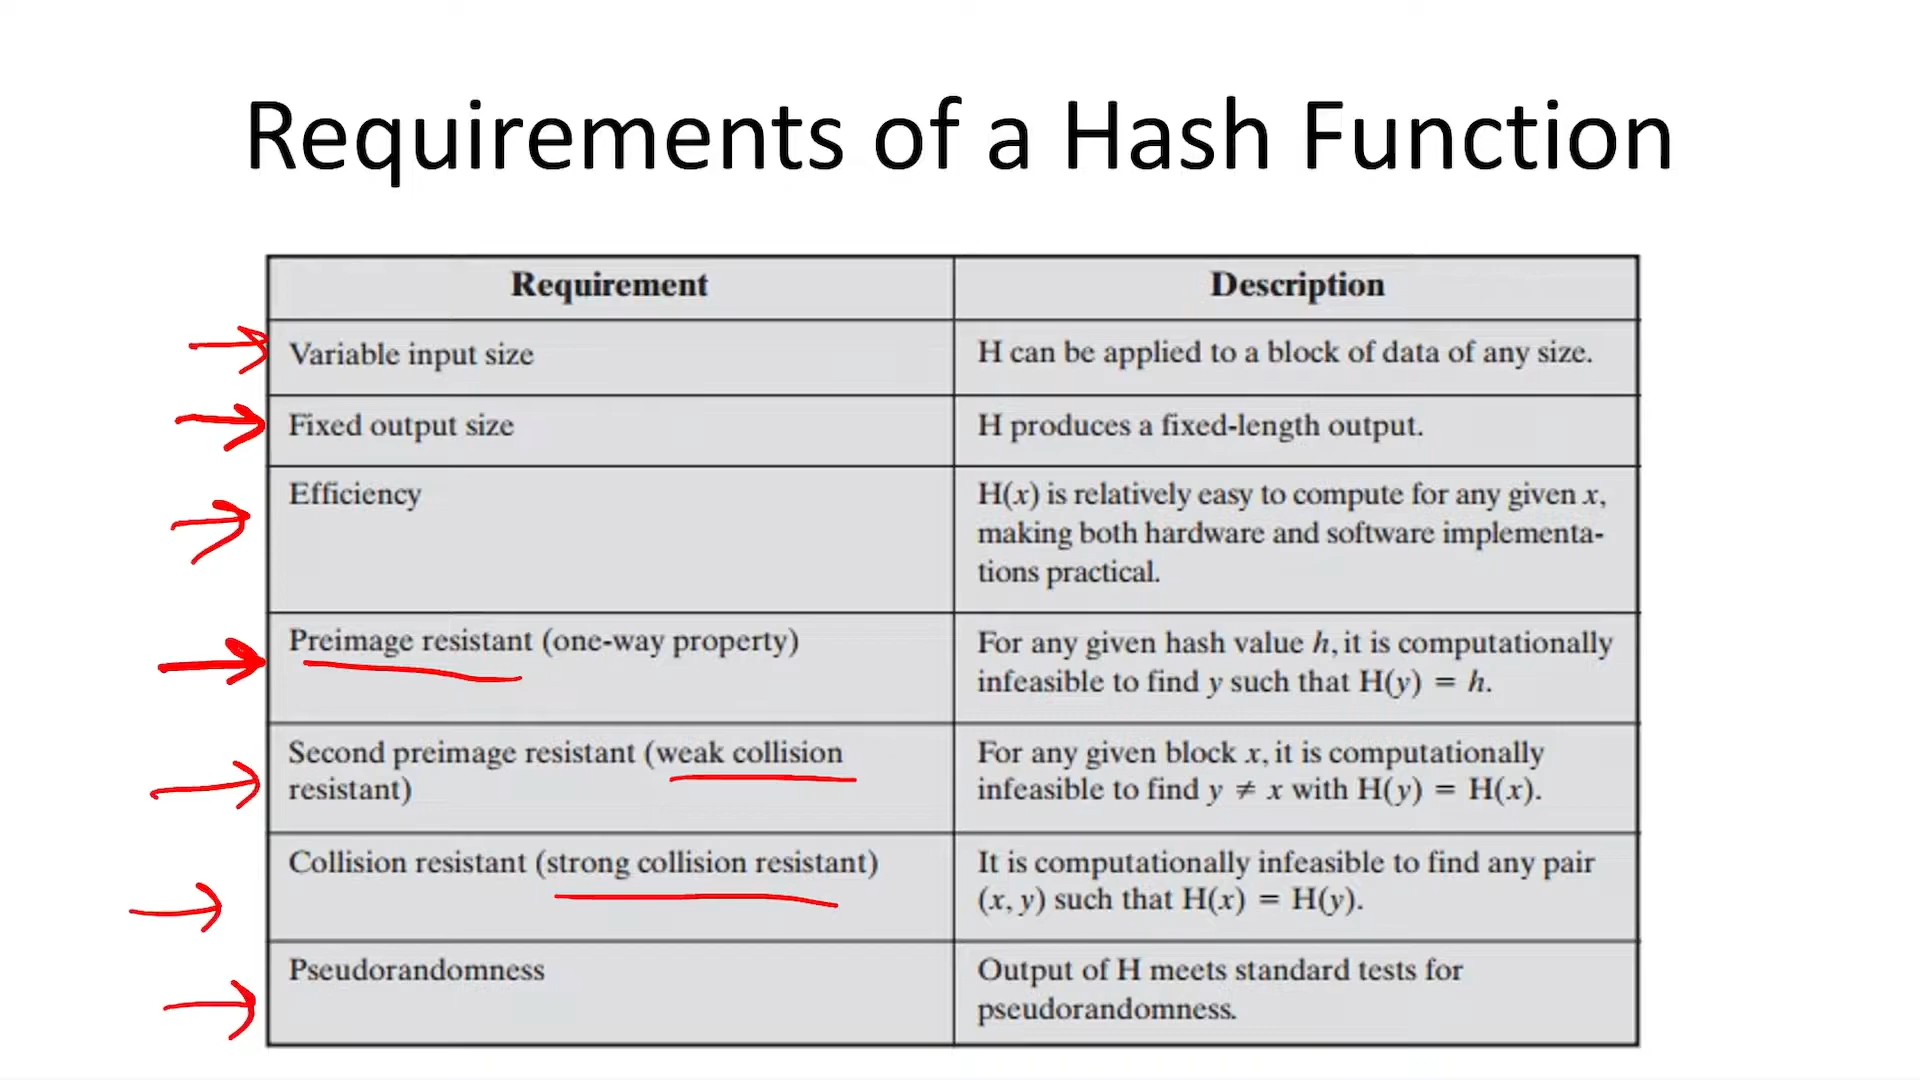 Requirements of a Hash Function
Requirement
Description
Variable input size
H can be applied to a block of data of any size.
Fixed output size
H produces a fixed-length output.
Efficiency
H(x) is relatively easy to compute for any given x,
making both hardware and software implementa-
tions practical.
Preimage resistant (one-way property)
For any given hash value h, it is computationally
infeasible to find y such that H(y) = h.
Second preimage resistant (weak collision
resistant)
For any given block x, it is computationally
infeasible to find y ≠ x with H(y) = H(x).
Collision resistant (strong collision resistant)
It is computationally infeasible to find any pair
(x, y) such that H(x) = H(y).
Pseudorandomness
Output of H meets standard tests for
pseudorandomness.